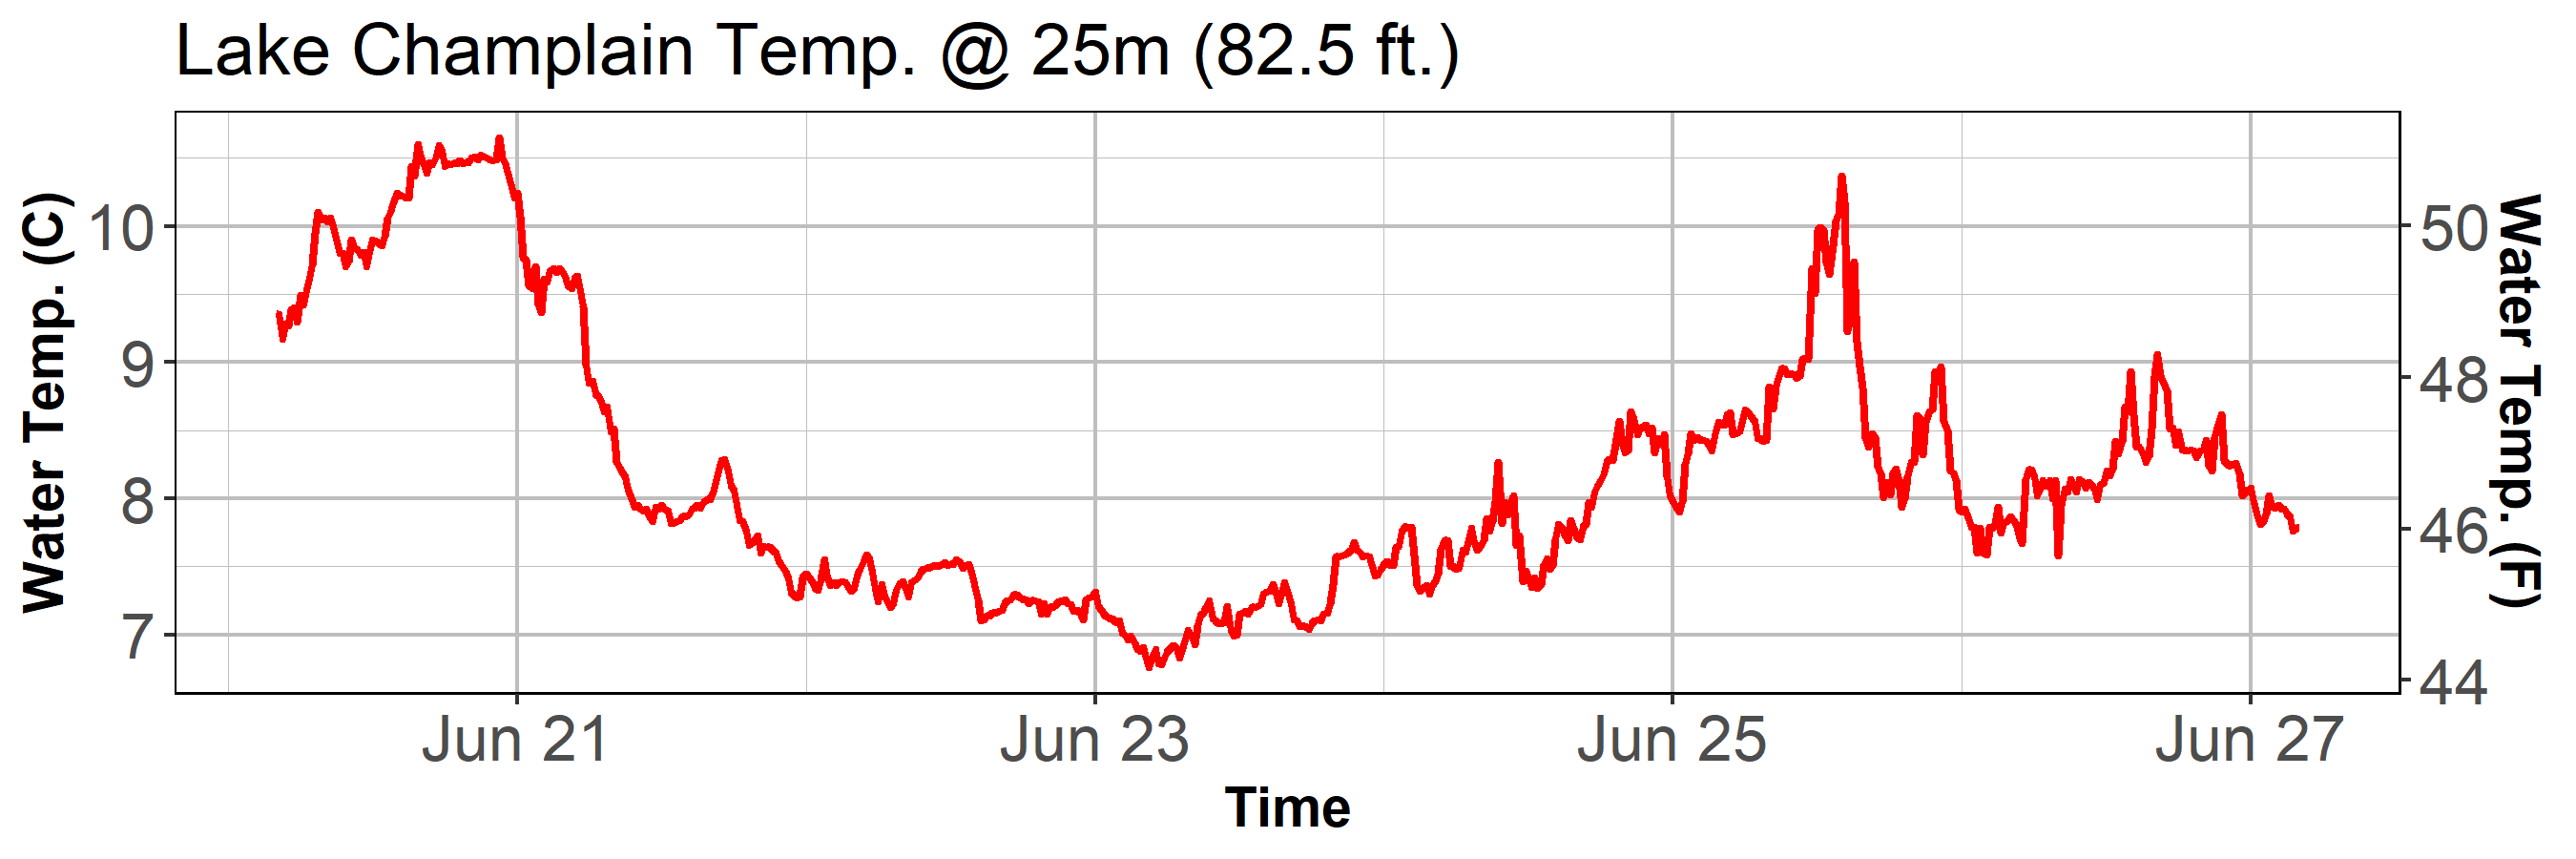 Lake Champlain Temp. @ 25m (82.5 ft.)
Water Temp. (C)
10
9
8
7
50
48
46
44
Water Temp. (F)
Jun 21
Jun 23
Jun 25
Jun 27
Time